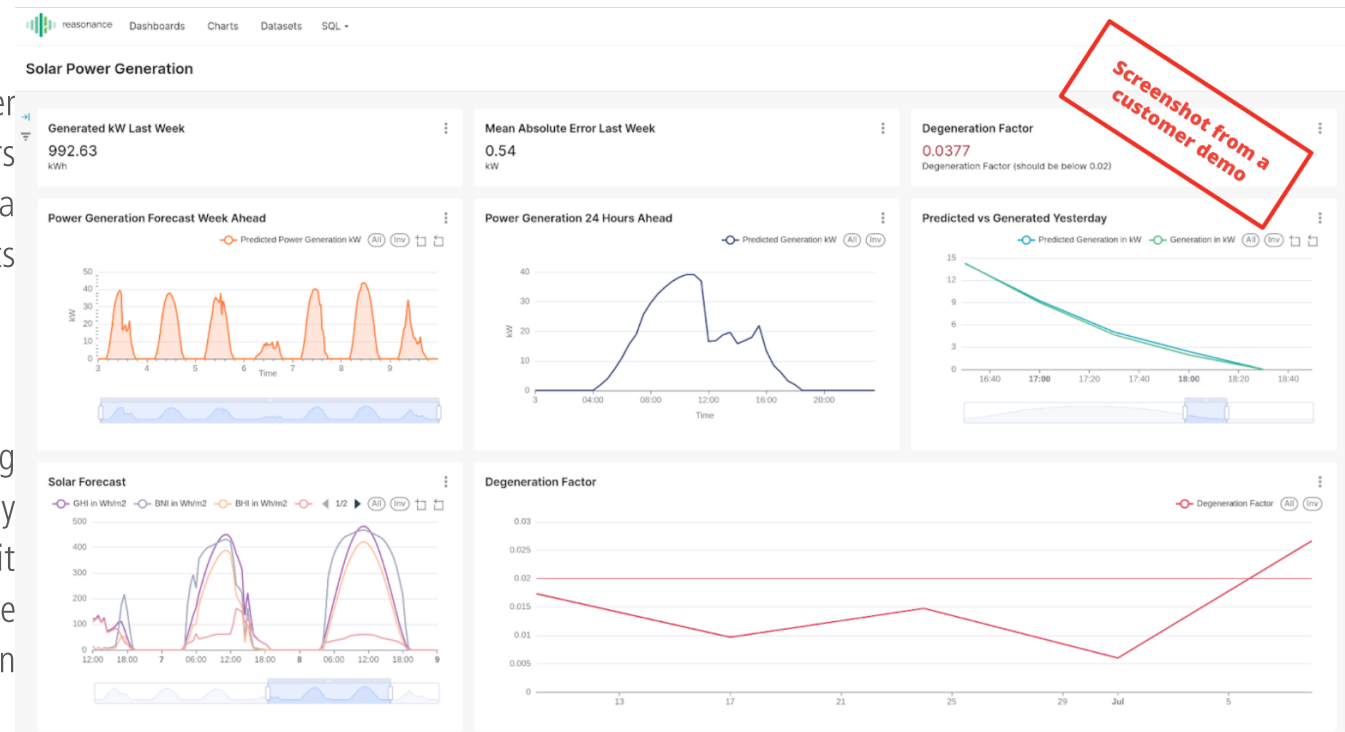 reasonance Dashboards Charts Datasets SQL
Solar Power Generation
Screenshot from a
customer demo
er
rs
a
ts
g
y
it
e
n
Generated kW Last Week
992.63
kWh
Mean Absolute Error Last Week
0.54
kW
Degeneration Factor
0.0377
Degeneration Factor (should be below 0.02)
Power Generation Forecast Week Ahead
Predicted Power Generation kW All Inv
50
40
30
20
10
0
kW
3 4 5 6 7 8 9
Time
Power Generation 24 Hours Ahead
Predicted Generation kW All Inv
40
30
20
10
0
kW
3 04:00 08:00 12:00 16:00 20:00
Time
Predicted vs Generated Yesterday
Predicted Generation in kW Generation in kW All Inv
15
12
9
6
3
0
16:40 17:00 17:20 17:40 18:00 18:20 18:40
Solar Forecast
GHI in Wh/m2 BNI in Wh/m2 BHI in Wh/m2 1/2 All Inv
500
400
300
200
100
0
12:00 18:00 7 06:00 12:00 18:00 8 06:00 12:00 18:00 9
Degeneration Factor
Degeneration Factor All Inv
0.03
0.025
0.02
0.015
0.01
0.005
0
13 17 21 25 29 Jul 5